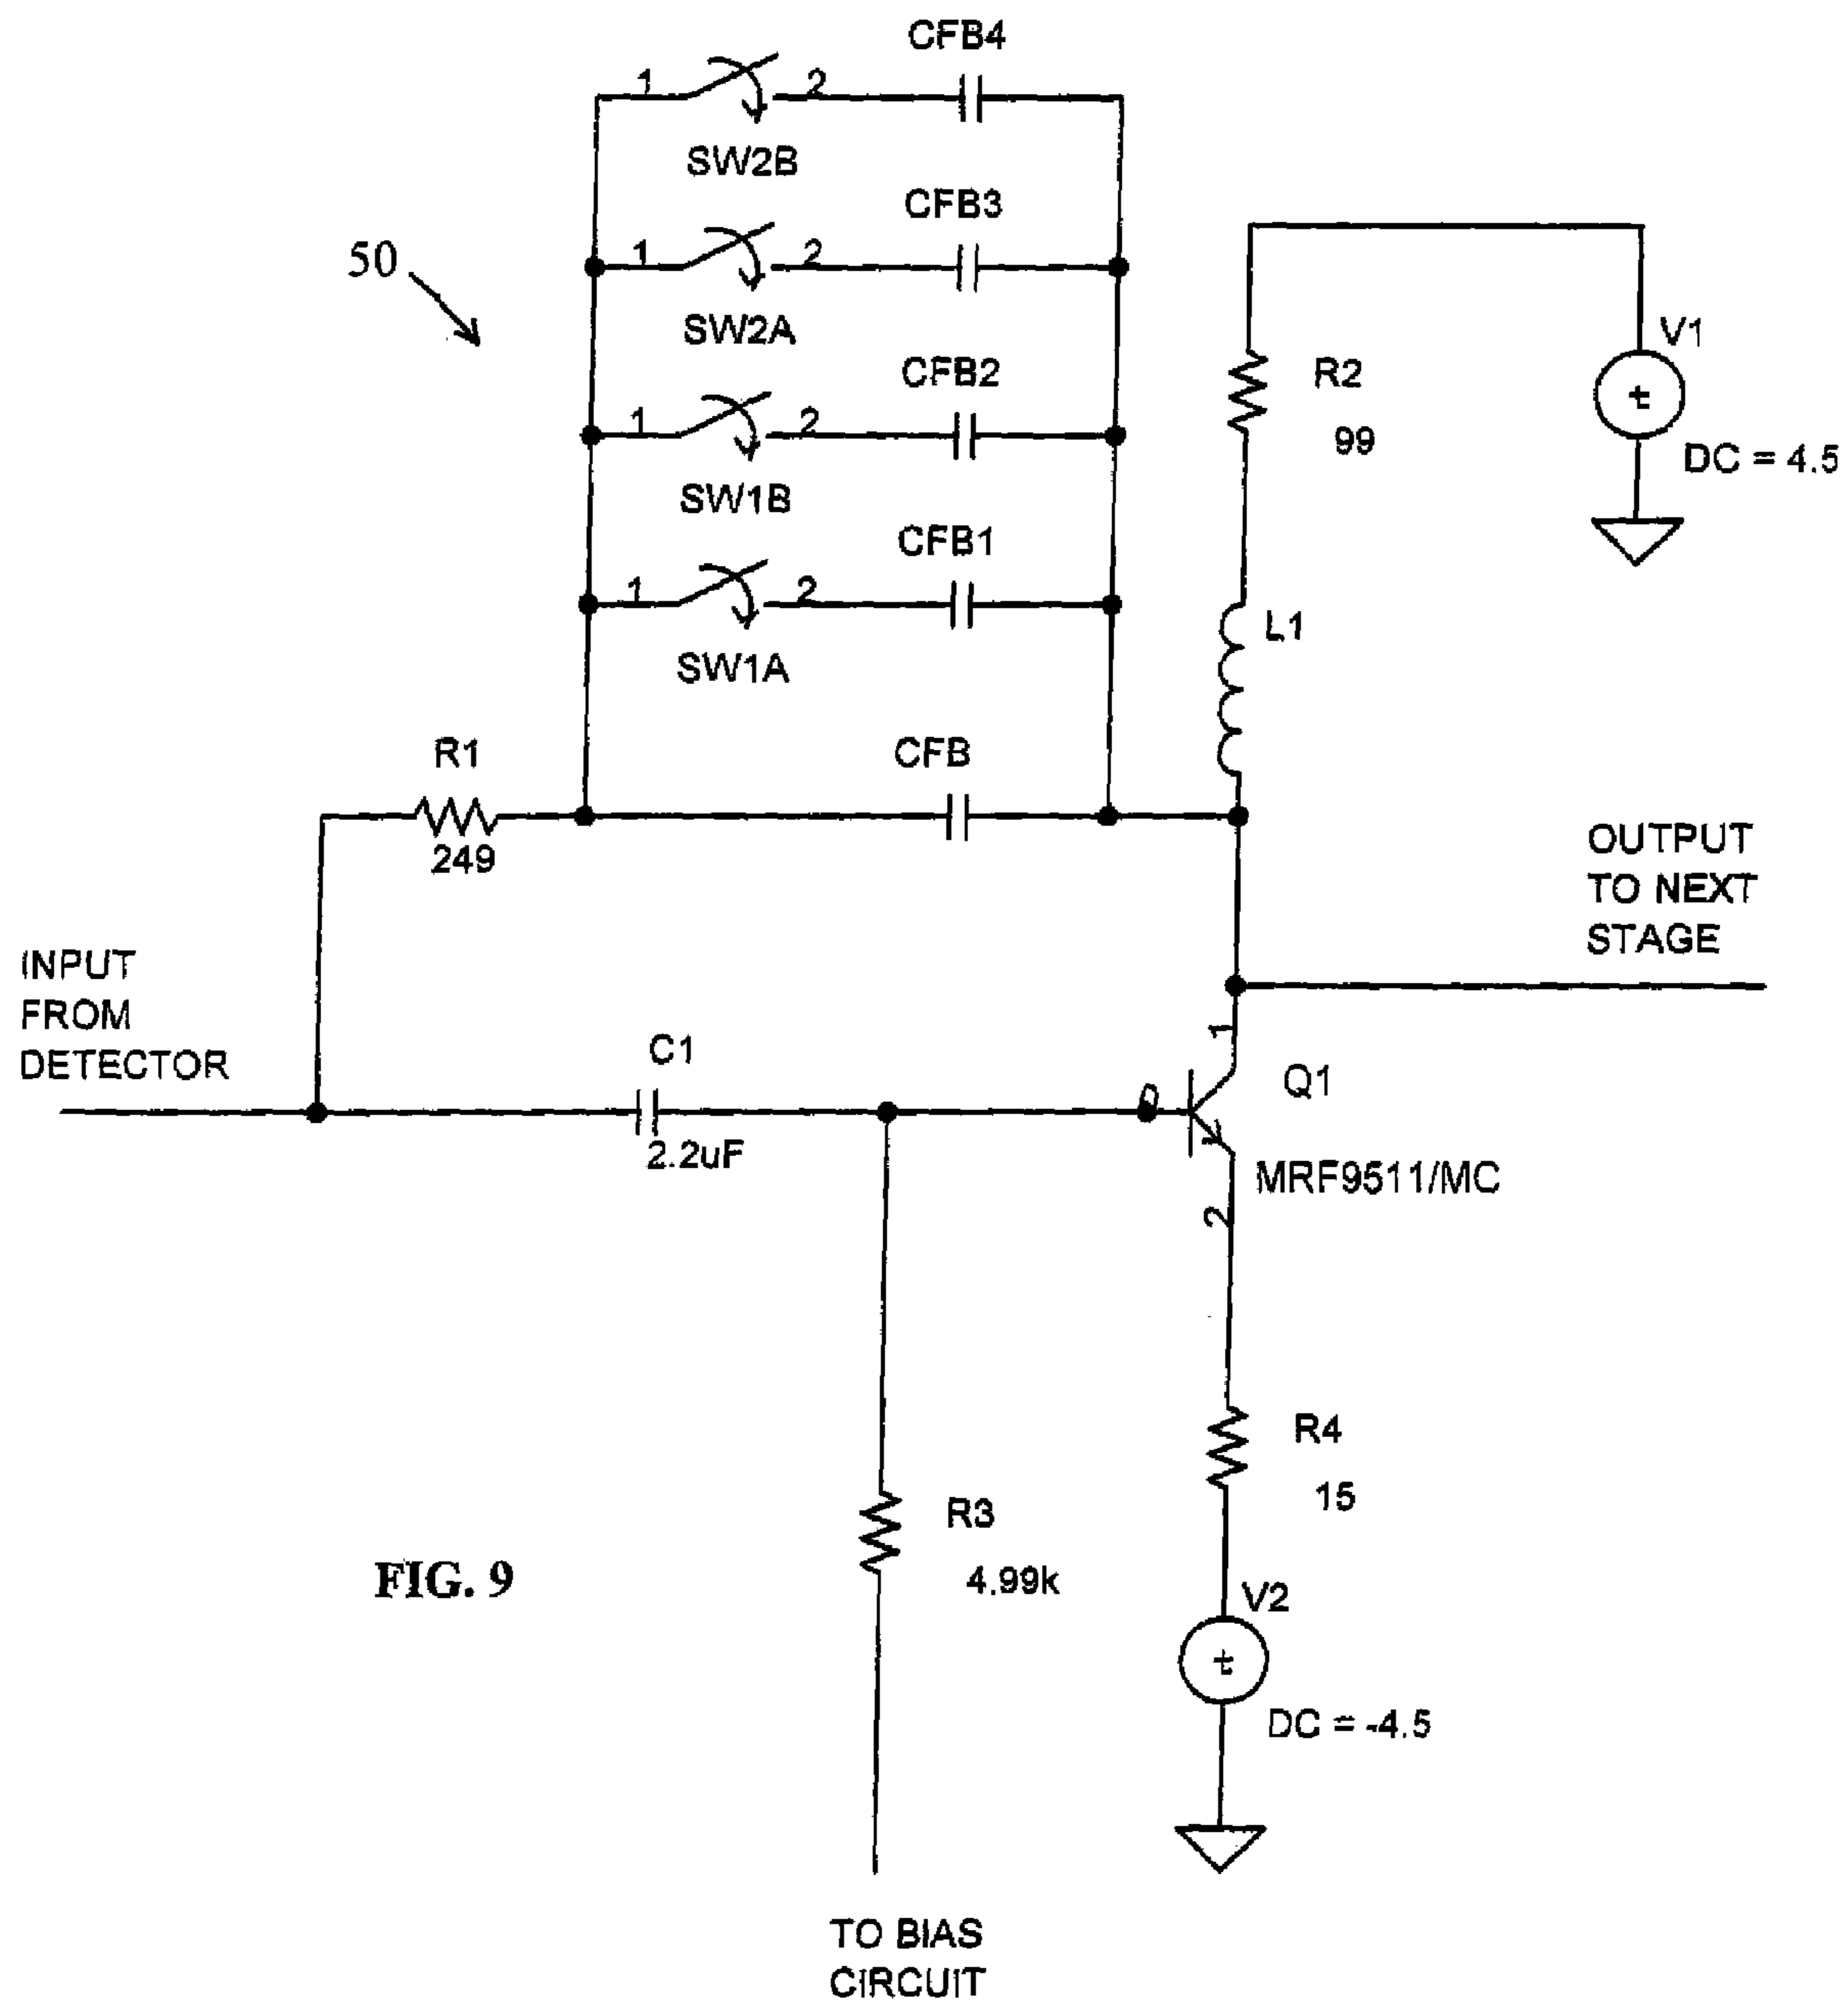 CFB4
1
2
SW2B
CFB3
50
1
2
SW2A
V1
CFB2
R2
1
2
99
DC = 4.5
SW1B
CFB1
1
2
L1
SW1A
R1
CFB
249
OUTPUT
TO NEXT
STAGE
INPUT
FROM
DETECTOR
C1
1
Q1
0
2.2uF
MRF9511/MC
2
R4
15
R3
FIG. 9
4.99k
V2
DC = -4.5
TO BIAS
CIRCUIT